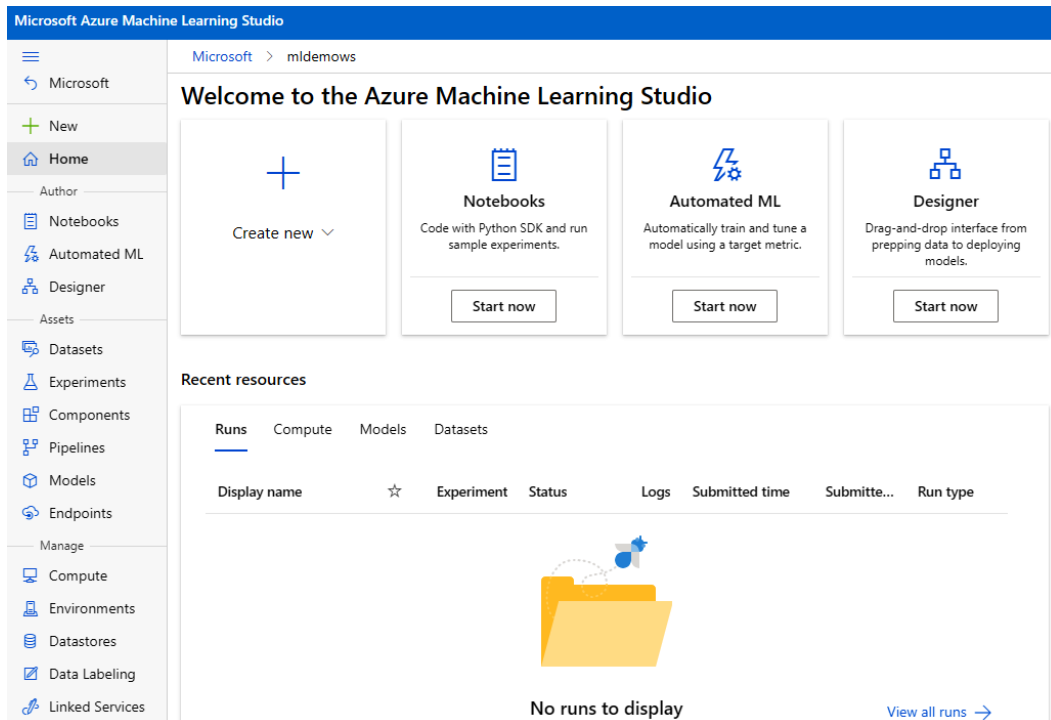 Microsoft Azure Machine Learning Studio
Microsoft > mldemows
Microsoft
New
Home
Author
Notebooks
Automated ML
Designer
Assets
Datasets
Experiments
Components
Pipelines
Models
Endpoints
Manage
Compute
Environments
Datastores
Data Labeling
Linked Services
Welcome to the Azure Machine Learning Studio
Create new
Notebooks
Code with Python SDK and run
sample experiments.
Start now
Automated ML
Automatically train and tune a
model using a target metric.
Start now
Designer
Drag-and-drop interface from
prepping data to deploying
models.
Start now
Recent resources
Runs Compute Models Datasets
Display name Experiment Status Logs Submitted time Submitte... Run type
No runs to display
View all runs